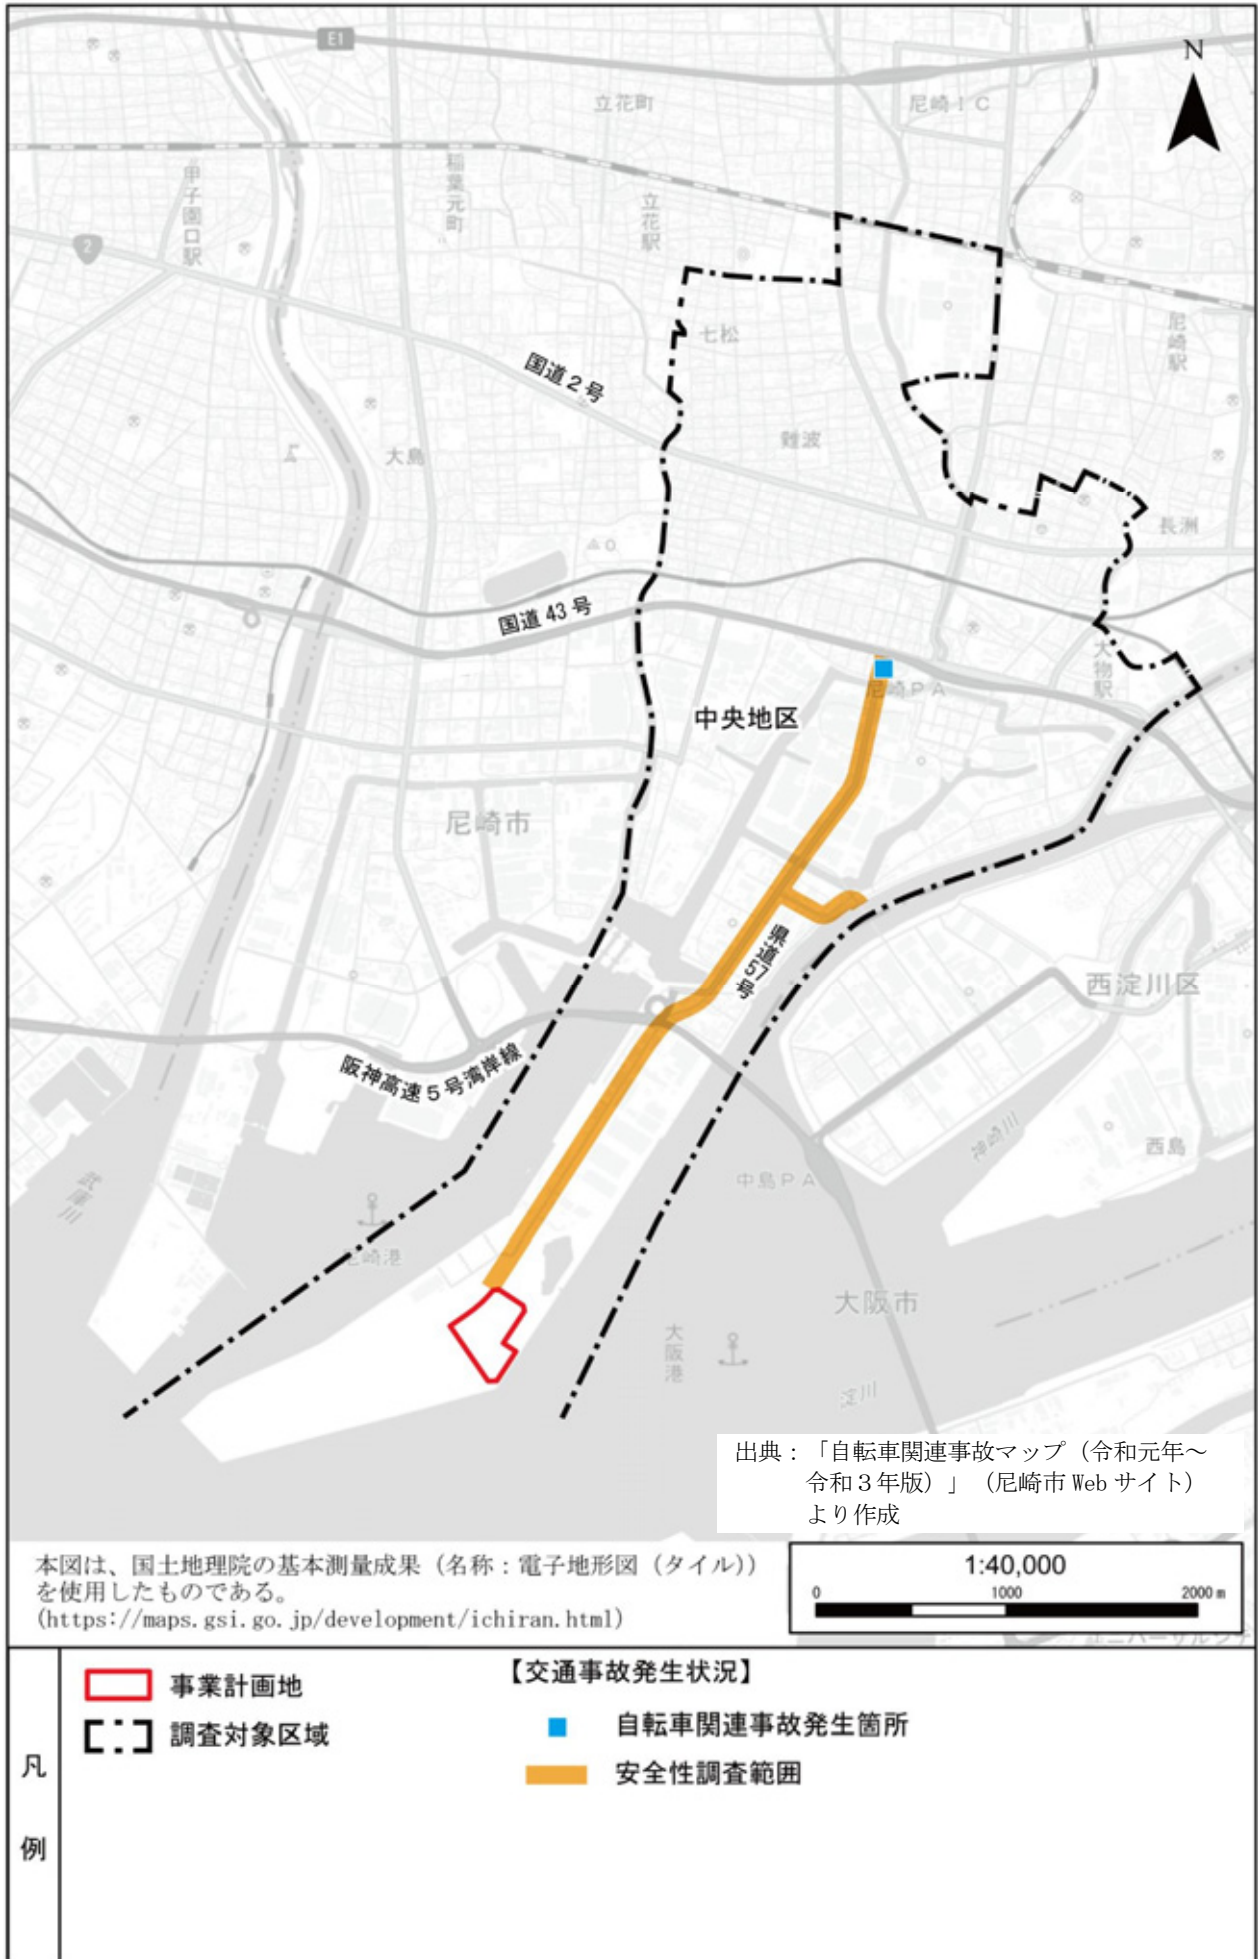 E1
N
立花町
尼崎IC
甲子園口駅
稲葉元町
立花駅
2
七松
尼崎駅
国道2号
大島
難波
長洲
国道43号
大物駅
尼崎PA
中央地区
尼崎市
県道57号
西淀川区
阪神高速5号湾岸線
神崎川
西島
中島PA
武庫川
尼崎港
大阪市
大阪港
淀川
出典：「自転車関連事故マップ（令和元年～
令和３年版）」（尼崎市 Web サイト）
より作成
本図は、国土地理院の基本測量成果（名称：電子地形図（タイル））
を使用したものである。
(https://maps.gsi.go.jp/development/ichiran.html)
1:40,000
0 1000 2000 m
凡例
事業計画地
調査対象区域
【交通事故発生状況】
自転車関連事故発生箇所
安全性調査範囲